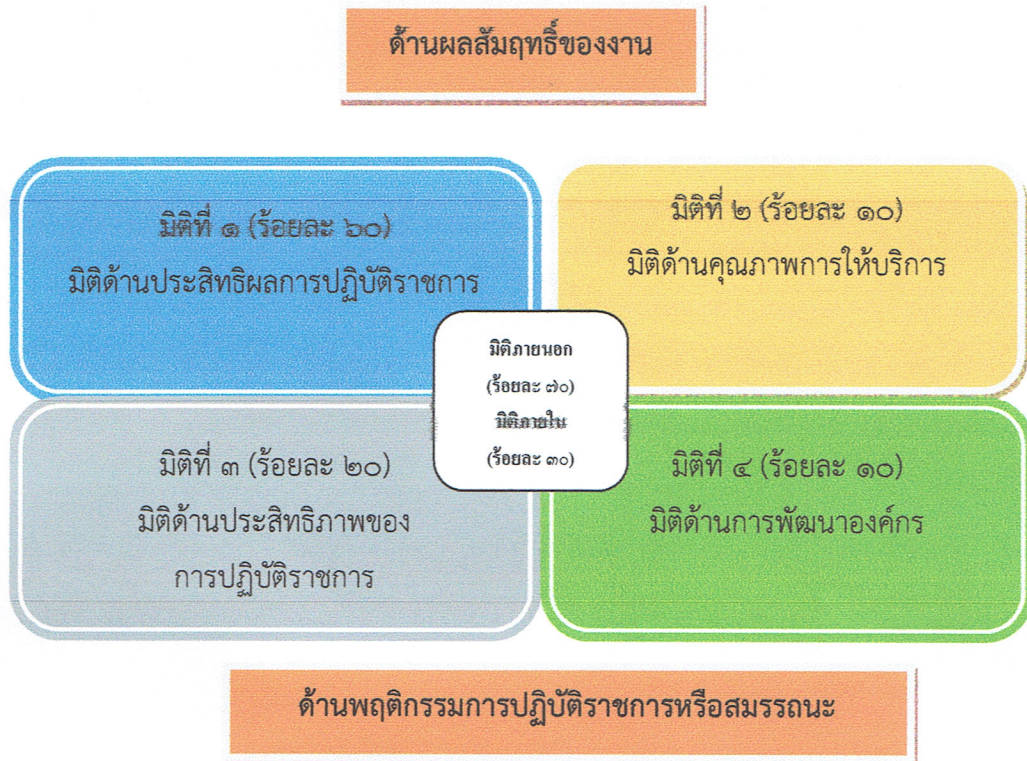 ด้านผลสัมฤทธิ์ของงาน
มิติที่ ๑ (ร้อยละ ๖๐)
มิติด้านประสิทธิผลการปฏิบัติราชการ
มิติที่ ๒ (ร้อยละ ๑๐)
มิติด้านคุณภาพการให้บริการ
มิติภายนอก
(ร้อยละ ๗๐)
มิติภายใน
(ร้อยละ ๓๐)
มิติที่ ๓ (ร้อยละ ๒๐)
มิติด้านประสิทธิภาพของ
การปฏิบัติราชการ
มิติที่ ๔ (ร้อยละ ๑๐)
มิติด้านการพัฒนาองค์กร
ด้านพฤติกรรมการปฏิบัติราชการหรือสมรรถนะ